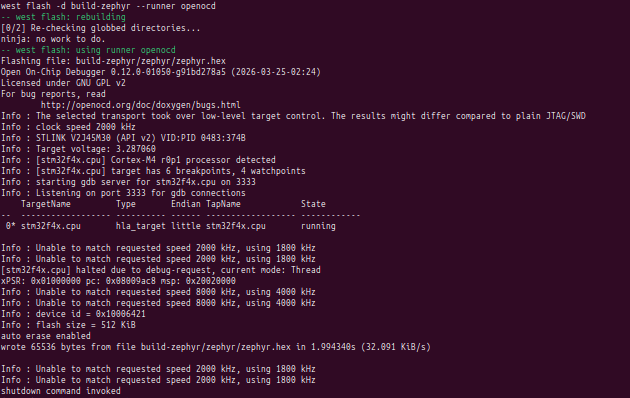 west flash -d build-zephyr --runner openocd
-- west flash: rebuilding
[0/2] Re-checking globbed directories...
ninja: no work to do.
-- west flash: using runner openocd
Flashing file: build-zephyr/zephyr/zephyr.hex
Open On-Chip Debugger 0.12.0-01050-g91bd278a5 (2026-03-25-02:24)
Licensed under GNU GPL v2
For bug reports, read
http://openocd.org/doc/doxygen/bugs.html
Info : The selected transport took over low-level target control. The results might differ compared to plain JTAG/SWD
Info : clock speed 2000 kHz
Info : STLINK V2J45M30 (API v2) VID:PID 0483:374B
Info : Target voltage: 3.287060
Info : [stm32f4x.cpu] Cortex-M4 r0p1 processor detected
Info : [stm32f4x.cpu] target has 6 breakpoints, 4 watchpoints
Info : starting gdb server for stm32f4x.cpu on 3333
Info : Listening on port 3333 for gdb connections
TargetName Type Endian TapName State
-- ------------------ ---------- ------ ------------------ ------------
0* stm32f4x.cpu hla_target little stm32f4x.cpu running
Info : Unable to match requested speed 2000 kHz, using 1800 kHz
Info : Unable to match requested speed 2000 kHz, using 1800 kHz
[stm32f4x.cpu] halted due to debug-request, current mode: Thread
xPSR: 0x01000000 pc: 0x08009ac8 msp: 0x20020000
Info : Unable to match requested speed 8000 kHz, using 4000 kHz
Info : Unable to match requested speed 8000 kHz, using 4000 kHz
Info : device id = 0x10006421
Info : flash size = 512 KiB
auto erase enabled
wrote 65536 bytes from file build-zephyr/zephyr/zephyr.hex in 1.994340s (32.091 KiB/s)
Info : Unable to match requested speed 2000 kHz, using 1800 kHz
Info : Unable to match requested speed 2000 kHz, using 1800 kHz
shutdown command invoked